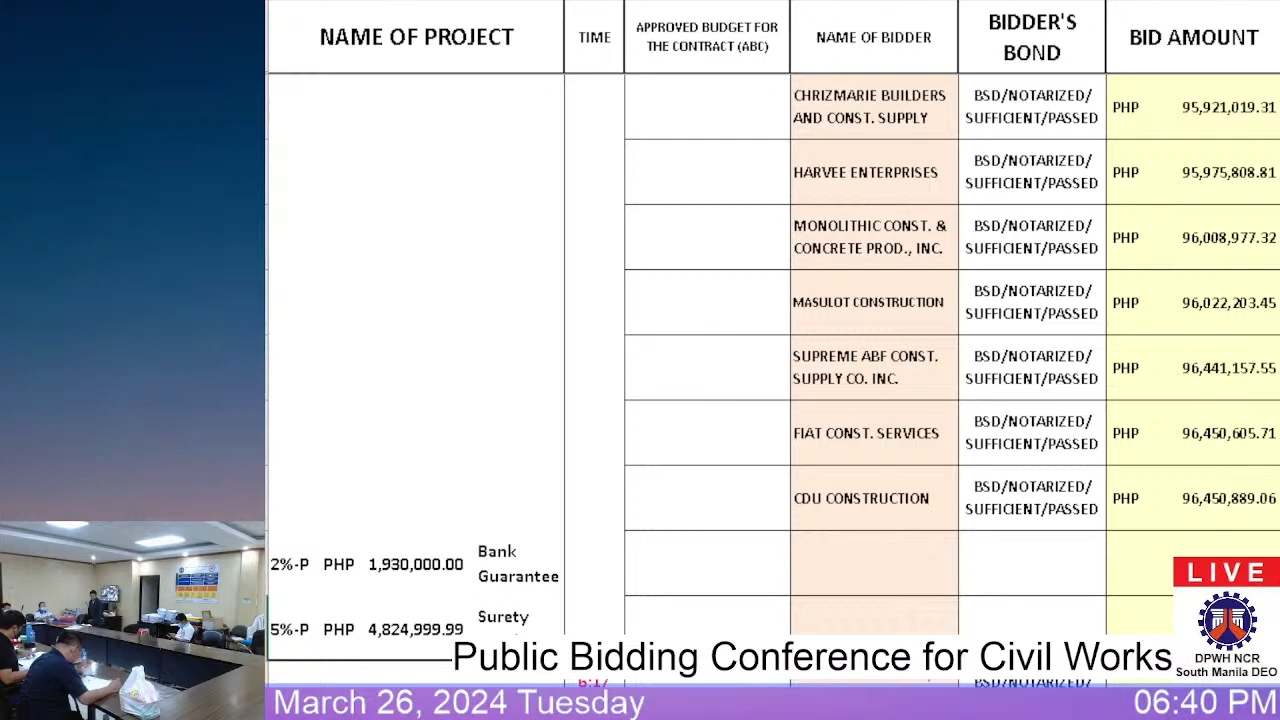 NAME OF PROJECT
TIME
APPROVED BUDGET FOR
THE CONTRACT (ABC)
NAME OF BIDDER
BIDDER'S
BOND
BID AMOUNT
CHRIZMARIE BUILDERS
AND CONST. SUPPLY
BSD/NOTARIZED/
SUFFICIENT/PASSED
PHP 95,921,019.31
HARVEE ENTERPRISES
BSD/NOTARIZED/
SUFFICIENT/PASSED
PHP 95,975,808.81
MONOLITHIC CONST. &
CONCRETE PROD., INC.
BSD/NOTARIZED/
SUFFICIENT/PASSED
PHP 96,008,977.32
MASULOT CONSTRUCTION
BSD/NOTARIZED/
SUFFICIENT/PASSED
PHP 96,022,203.45
SUPREME ABF CONST.
SUPPLY CO. INC.
BSD/NOTARIZED/
SUFFICIENT/PASSED
PHP 96,441,157.55
FIAT CONST. SERVICES
BSD/NOTARIZED/
SUFFICIENT/PASSED
PHP 96,450,605.71
CDU CONSTRUCTION
BSD/NOTARIZED/
SUFFICIENT/PASSED
PHP 96,450,889.06
2%-P PHP 1,930,000.00 Bank
Guarantee
5%-P PHP 4,824,999.99 Surety
LIVE
DPWH NCR
South Manila DEO
Public Bidding Conference for Civil Works
March 26, 2024 Tuesday
06:40 PM